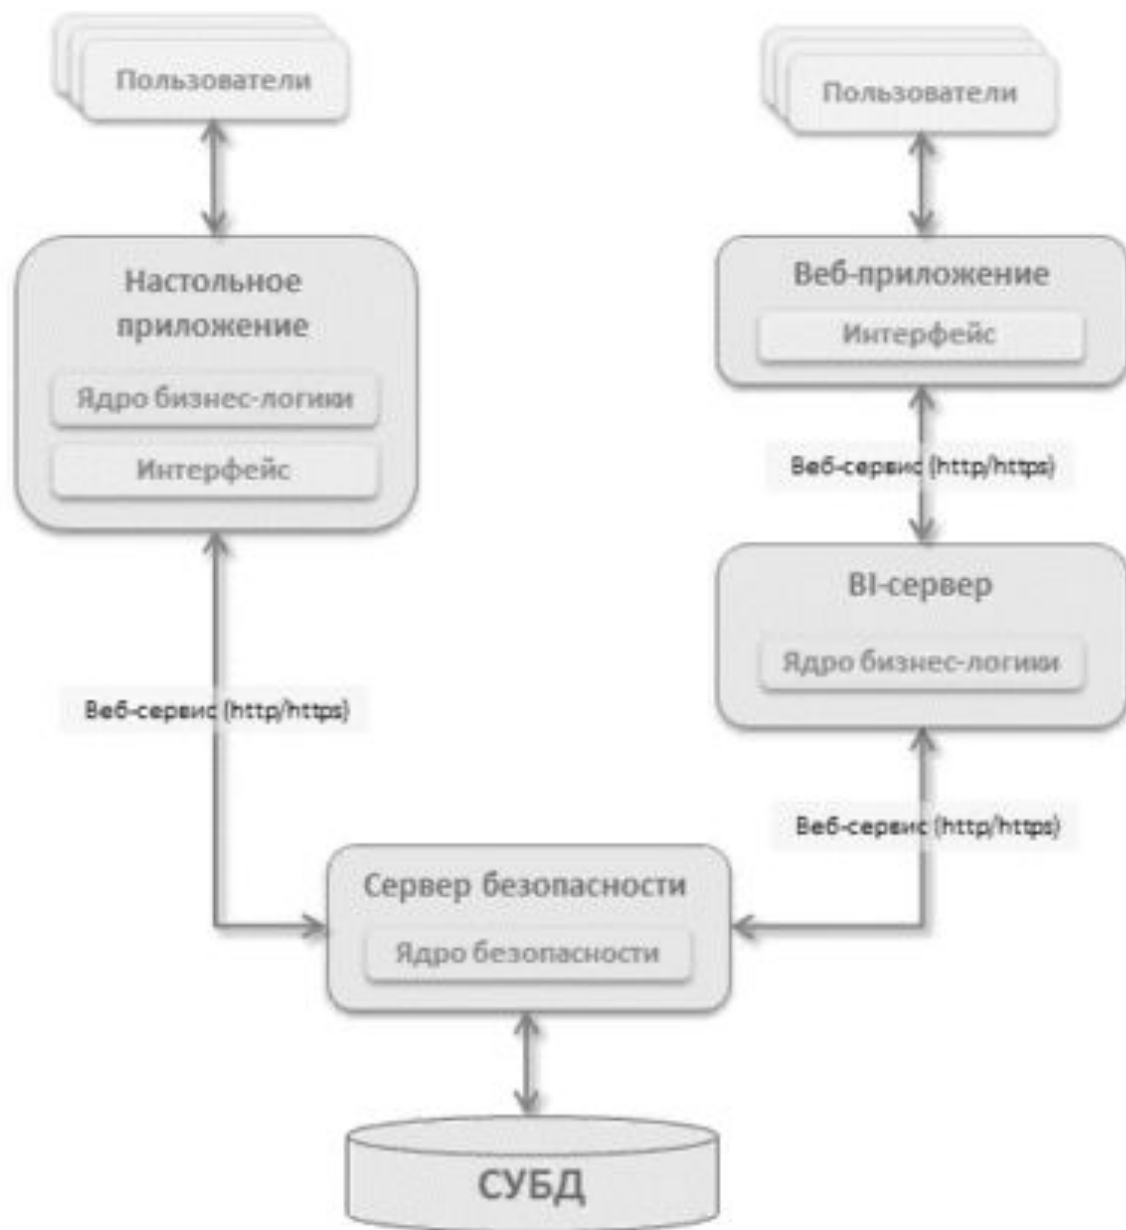 Пользователи
Пользователи
Настольное
приложение
Ядро бизнес-логики
Интерфейс
Веб-приложение
Интерфейс
Веб-сервис (http/https)
BI-сервер
Ядро бизнес-логики
Веб-сервис (http/https)
Веб-сервис (http/https)
Сервер безопасности
Ядро безопасности
СУБД